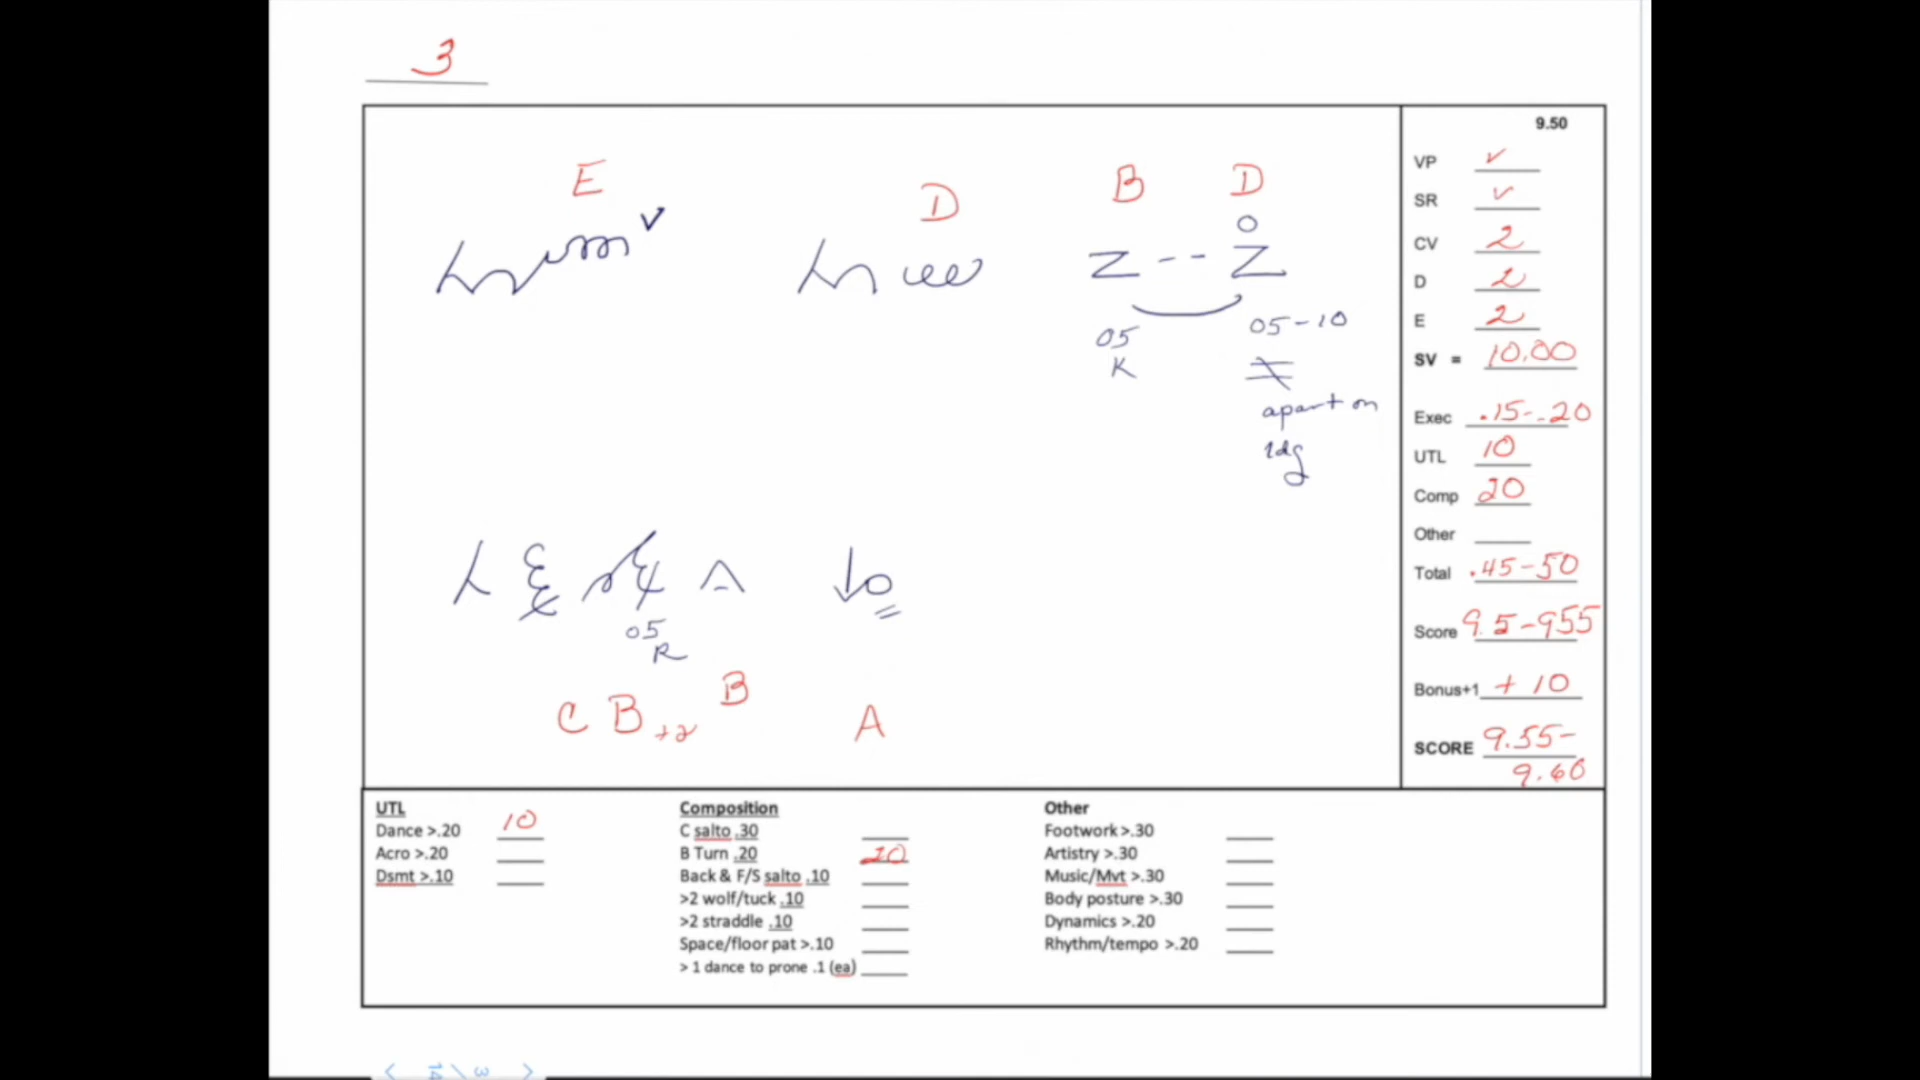 3
E D B D
05 05-10
K
apart on
ldg
05
R
C B +2 B A
9.50
VP ✓
SR ✓
CV 2
D 2
E 2
SV = 10.00
Exec .15-.20
UTL 10
Comp 20
Other
Total .45-50
Score 9.5-955
Bonus+1 + 10
SCORE 9.55-
9.60
UTL
Dance >.20 10
Acro >.20
Dsmt >.10
Composition
C salto .30
B Turn .20 20
Back & F/S salto .10
>2 wolf/tuck .10
>2 straddle .10
Space/floor pat >.10
> 1 dance to prone .1 (ea)
Other
Footwork >.30
Artistry >.30
Music/Mvt >.30
Body posture >.30
Dynamics >.20
Rhythm/tempo >.20